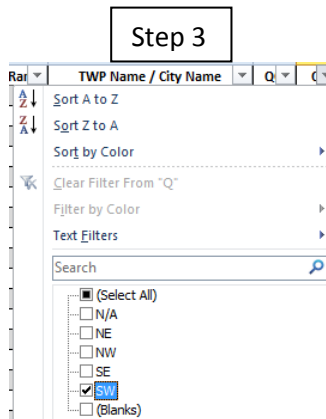 Step 3
Rar TWP Name / City Name Q
Sort A to Z
Sort Z to A
Sort by Color
Clear Filter From "Q"
Filter by Color
Text Filters
Search
(Select All)
N/A
NE
NW
SE
SW
(Blanks)